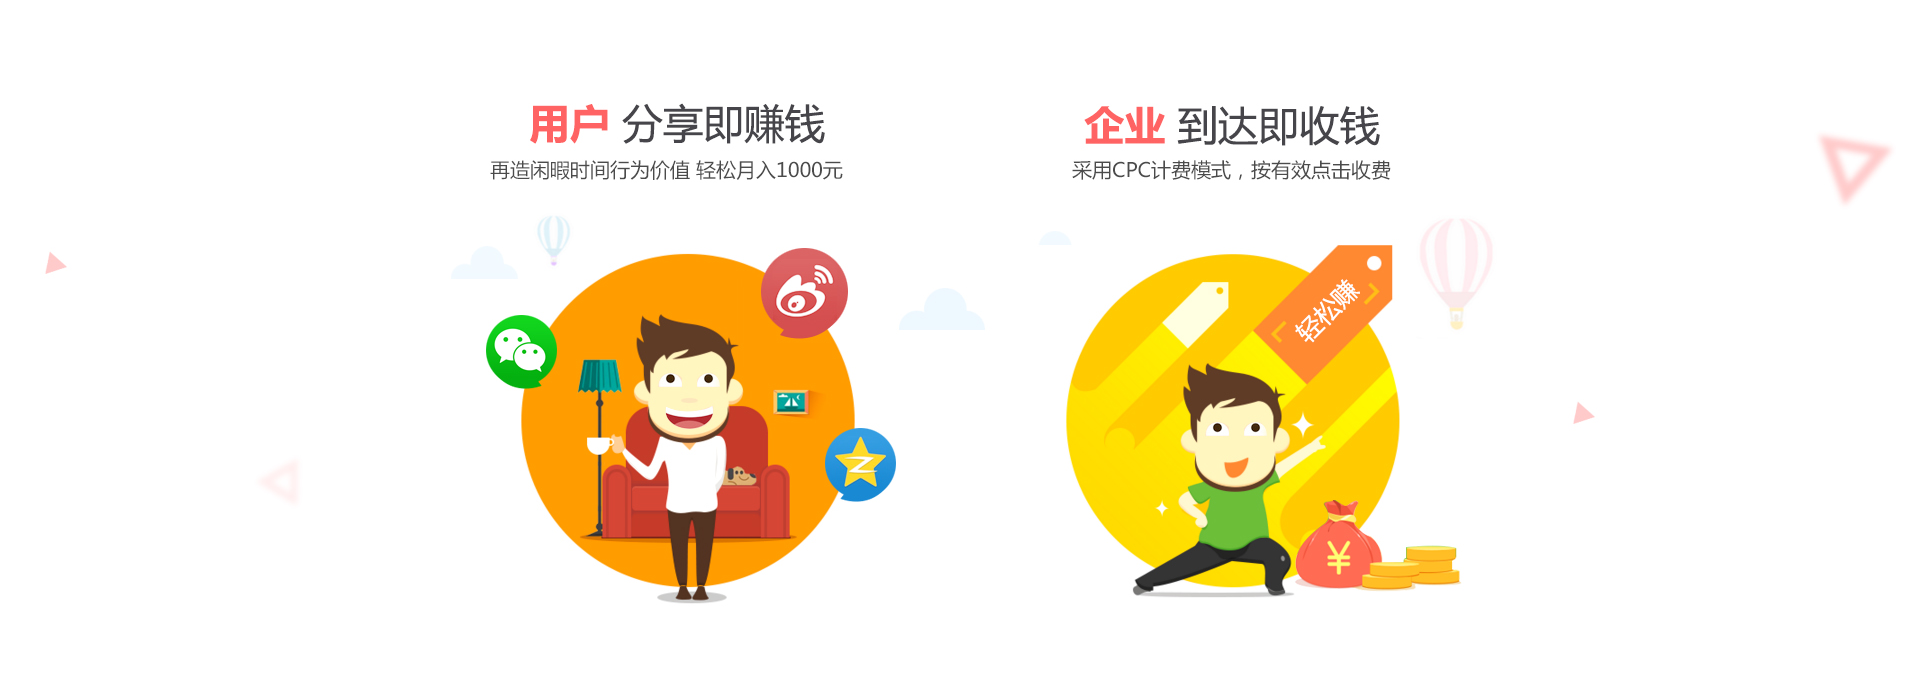 用户 分享即赚钱
再造闲暇时间行为价值 轻松月入1000元
企业 到达即收钱
采用CPC计费模式，按有效点击收费
轻松赚
¥